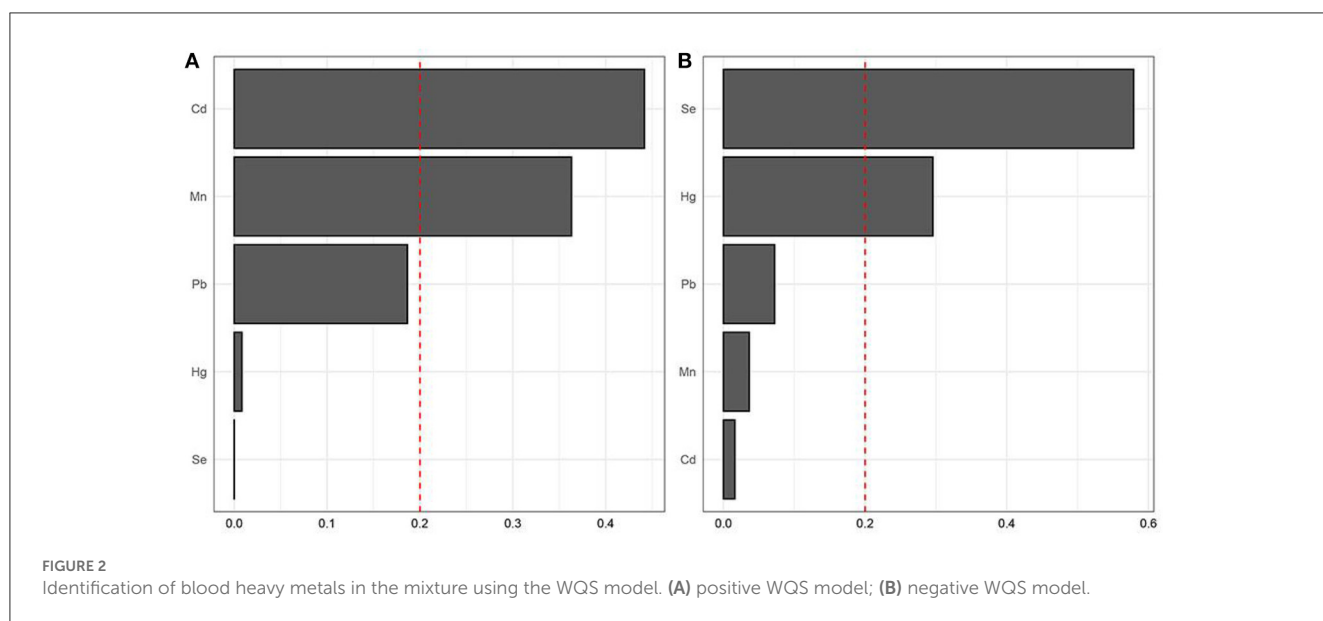 A
Cd
Mn
Pb
Hg
Se
0.0 0.1 0.2 0.3 0.4
B
Se
Hg
Pb
Mn
Cd
0.0 0.2 0.4 0.6
FIGURE 2
Identification of blood heavy metals in the mixture using the WQS model. (A) positive WQS model; (B) negative WQS model.